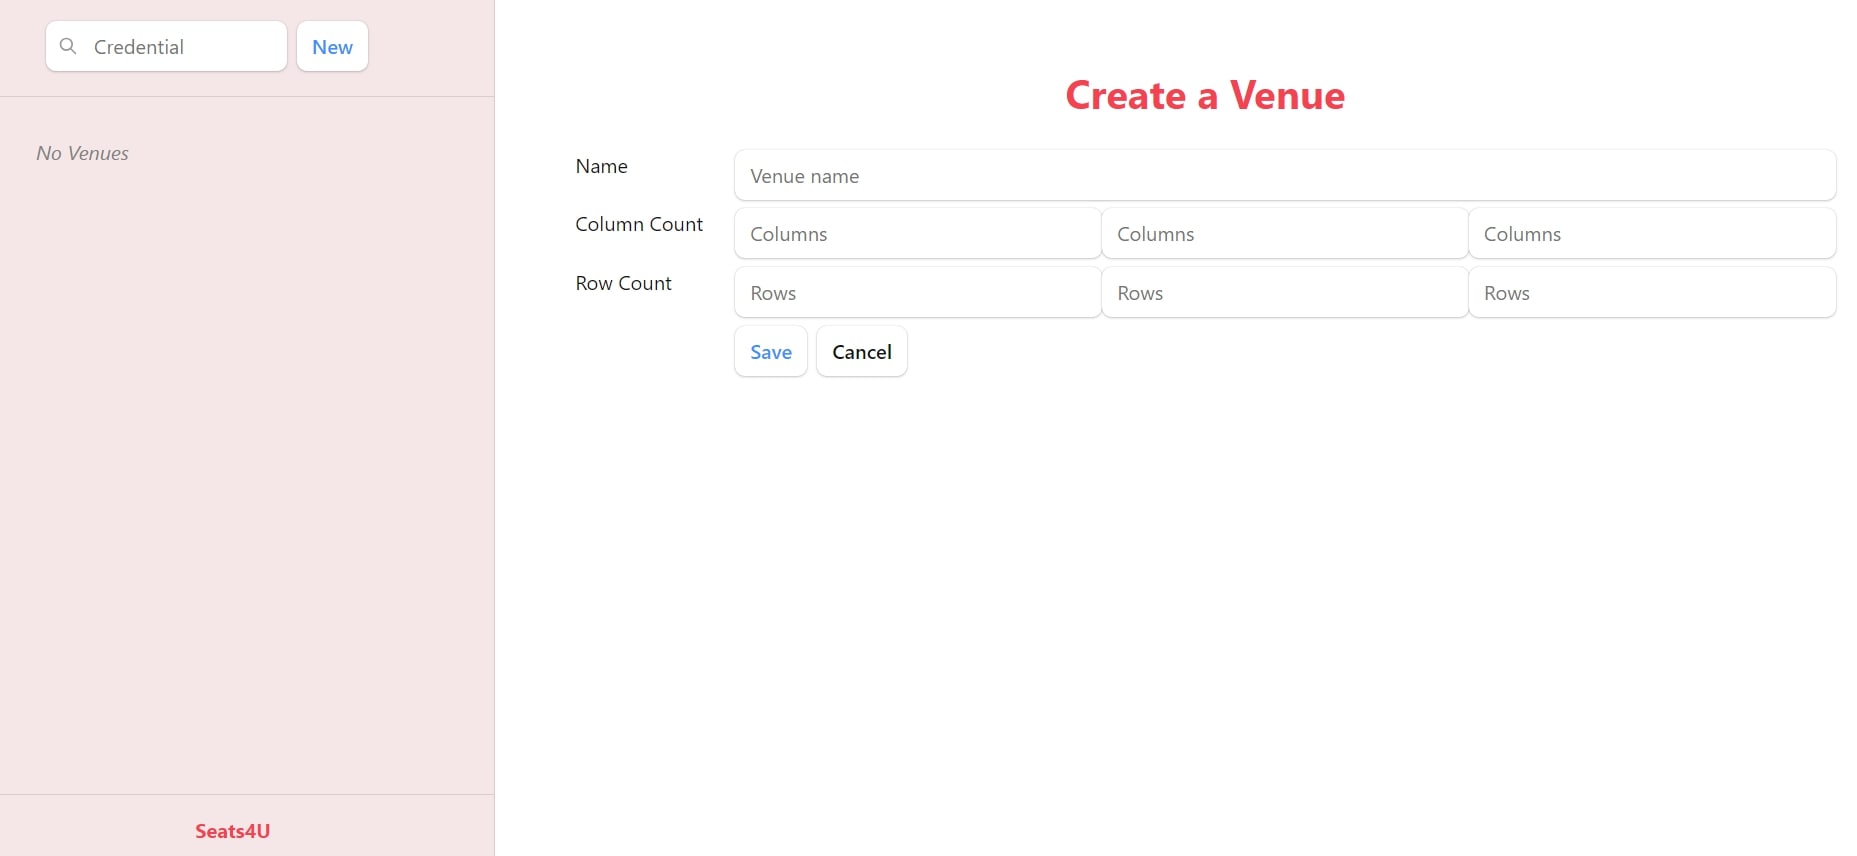 Credential New
No Venues
Seats4U
Create a Venue
Name Venue name
Column Count Columns Columns Columns
Row Count Rows Rows Rows
Save Cancel